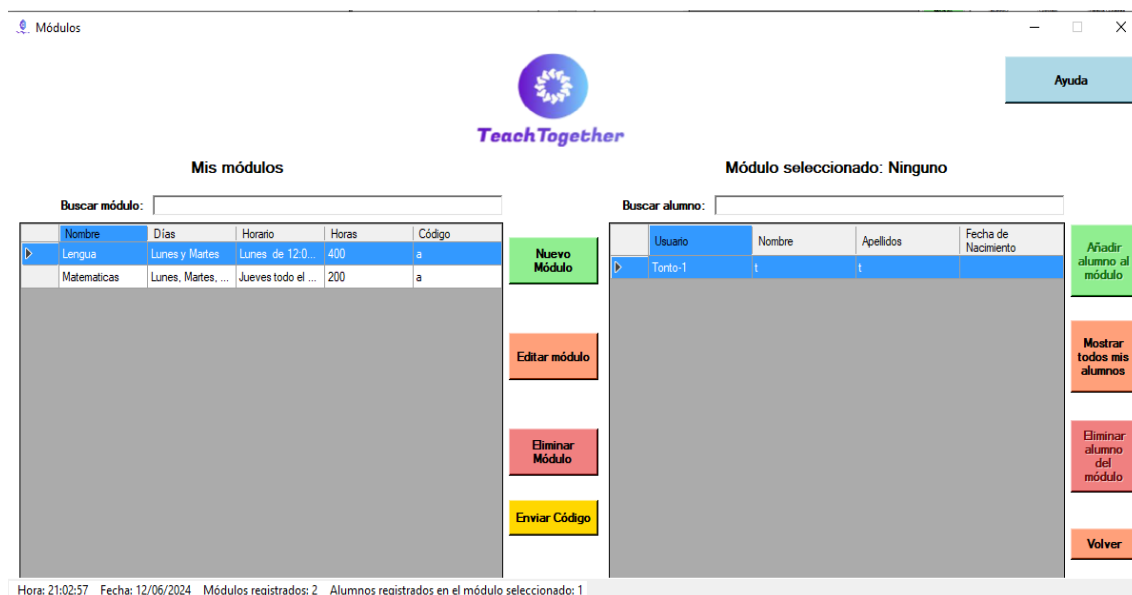 Módulos
Ayuda
TeachTogether
Mis módulos
Módulo seleccionado: Ninguno
Buscar módulo:
Buscar alumno:
Nombre Días Horario Horas Código
Lengua Lunes y Martes Lunes de 12:0... 400 a
Matematicas Lunes, Martes, ... Jueves todo el ... 200 a
Nuevo
Módulo
Editar módulo
Eliminar
Módulo
Enviar Código
Usuario Nombre Apellidos Fecha de
Nacimiento
Tonto-1 t t
Añadir
alumno al
módulo
Mostrar
todos mis
alumnos
Eliminar
alumno
del
módulo
Volver
Hora: 21:02:57 Fecha: 12/06/2024 Módulos registrados: 2 Alumnos registrados en el módulo seleccionado: 1